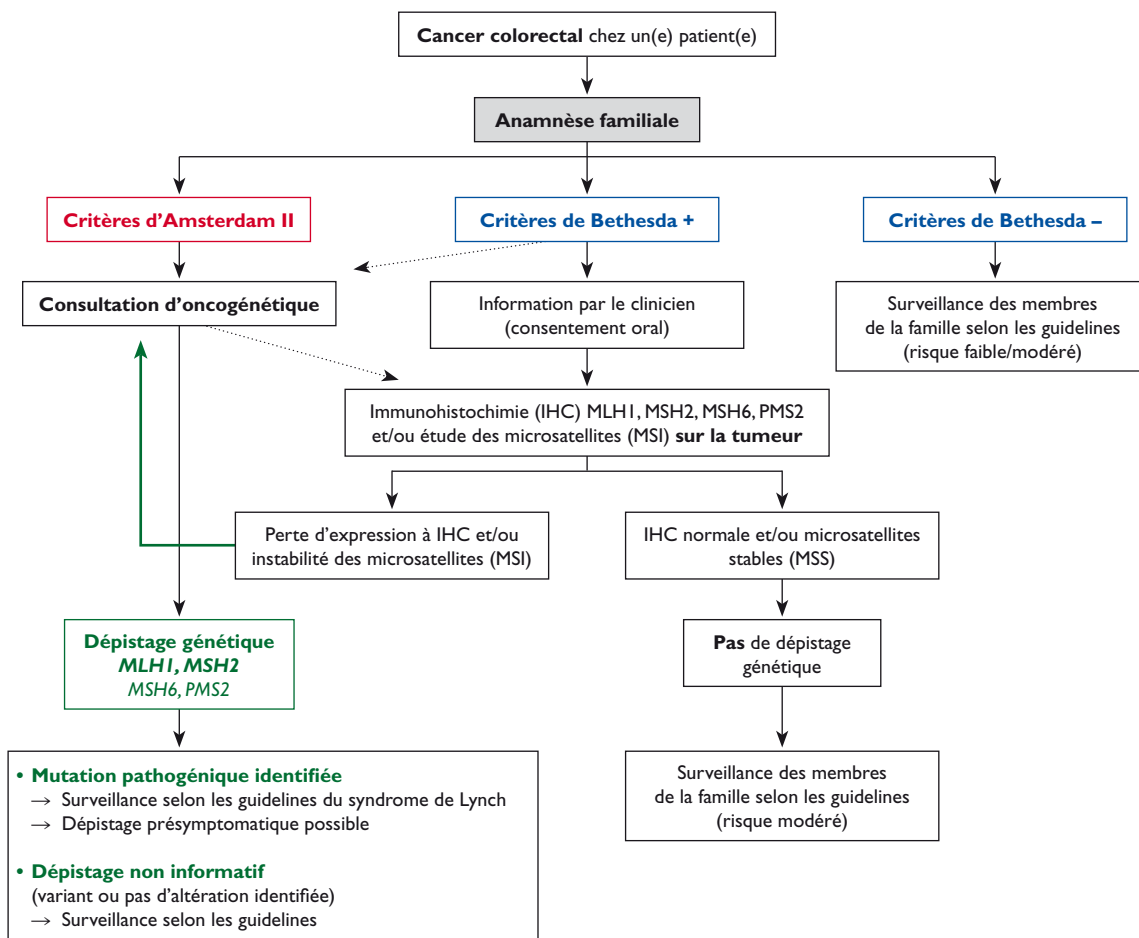 Cancer colorectal chez un(e) patient(e)
Anamnèse familiale
Critères d'Amsterdam II
Critères de Bethesda +
Critères de Bethesda –
Consultation d'oncogénétique
Information par le clinicien
(consentement oral)
Surveillance des membres
de la famille selon les guidelines
(risque faible/modéré)
Immunohistochimie (IHC) MLH1, MSH2, MSH6, PMS2
et/ou étude des microsatellites (MSI) sur la tumeur
Perte d'expression à IHC et/ou
instabilité des microsatellites (MSI)
IHC normale et/ou microsatellites
stables (MSS)
Dépistage génétique
MLH1, MSH2
MSH6, PMS2
Pas de dépistage
génétique
• Mutation pathogénique identifiée
→ Surveillance selon les guidelines du syndrome de Lynch
→ Dépistage présymptomatique possible
• Dépistage non informatif
(variant ou pas d'altération identifiée)
→ Surveillance selon les guidelines
Surveillance des membres
de la famille selon les guidelines
(risque modéré)